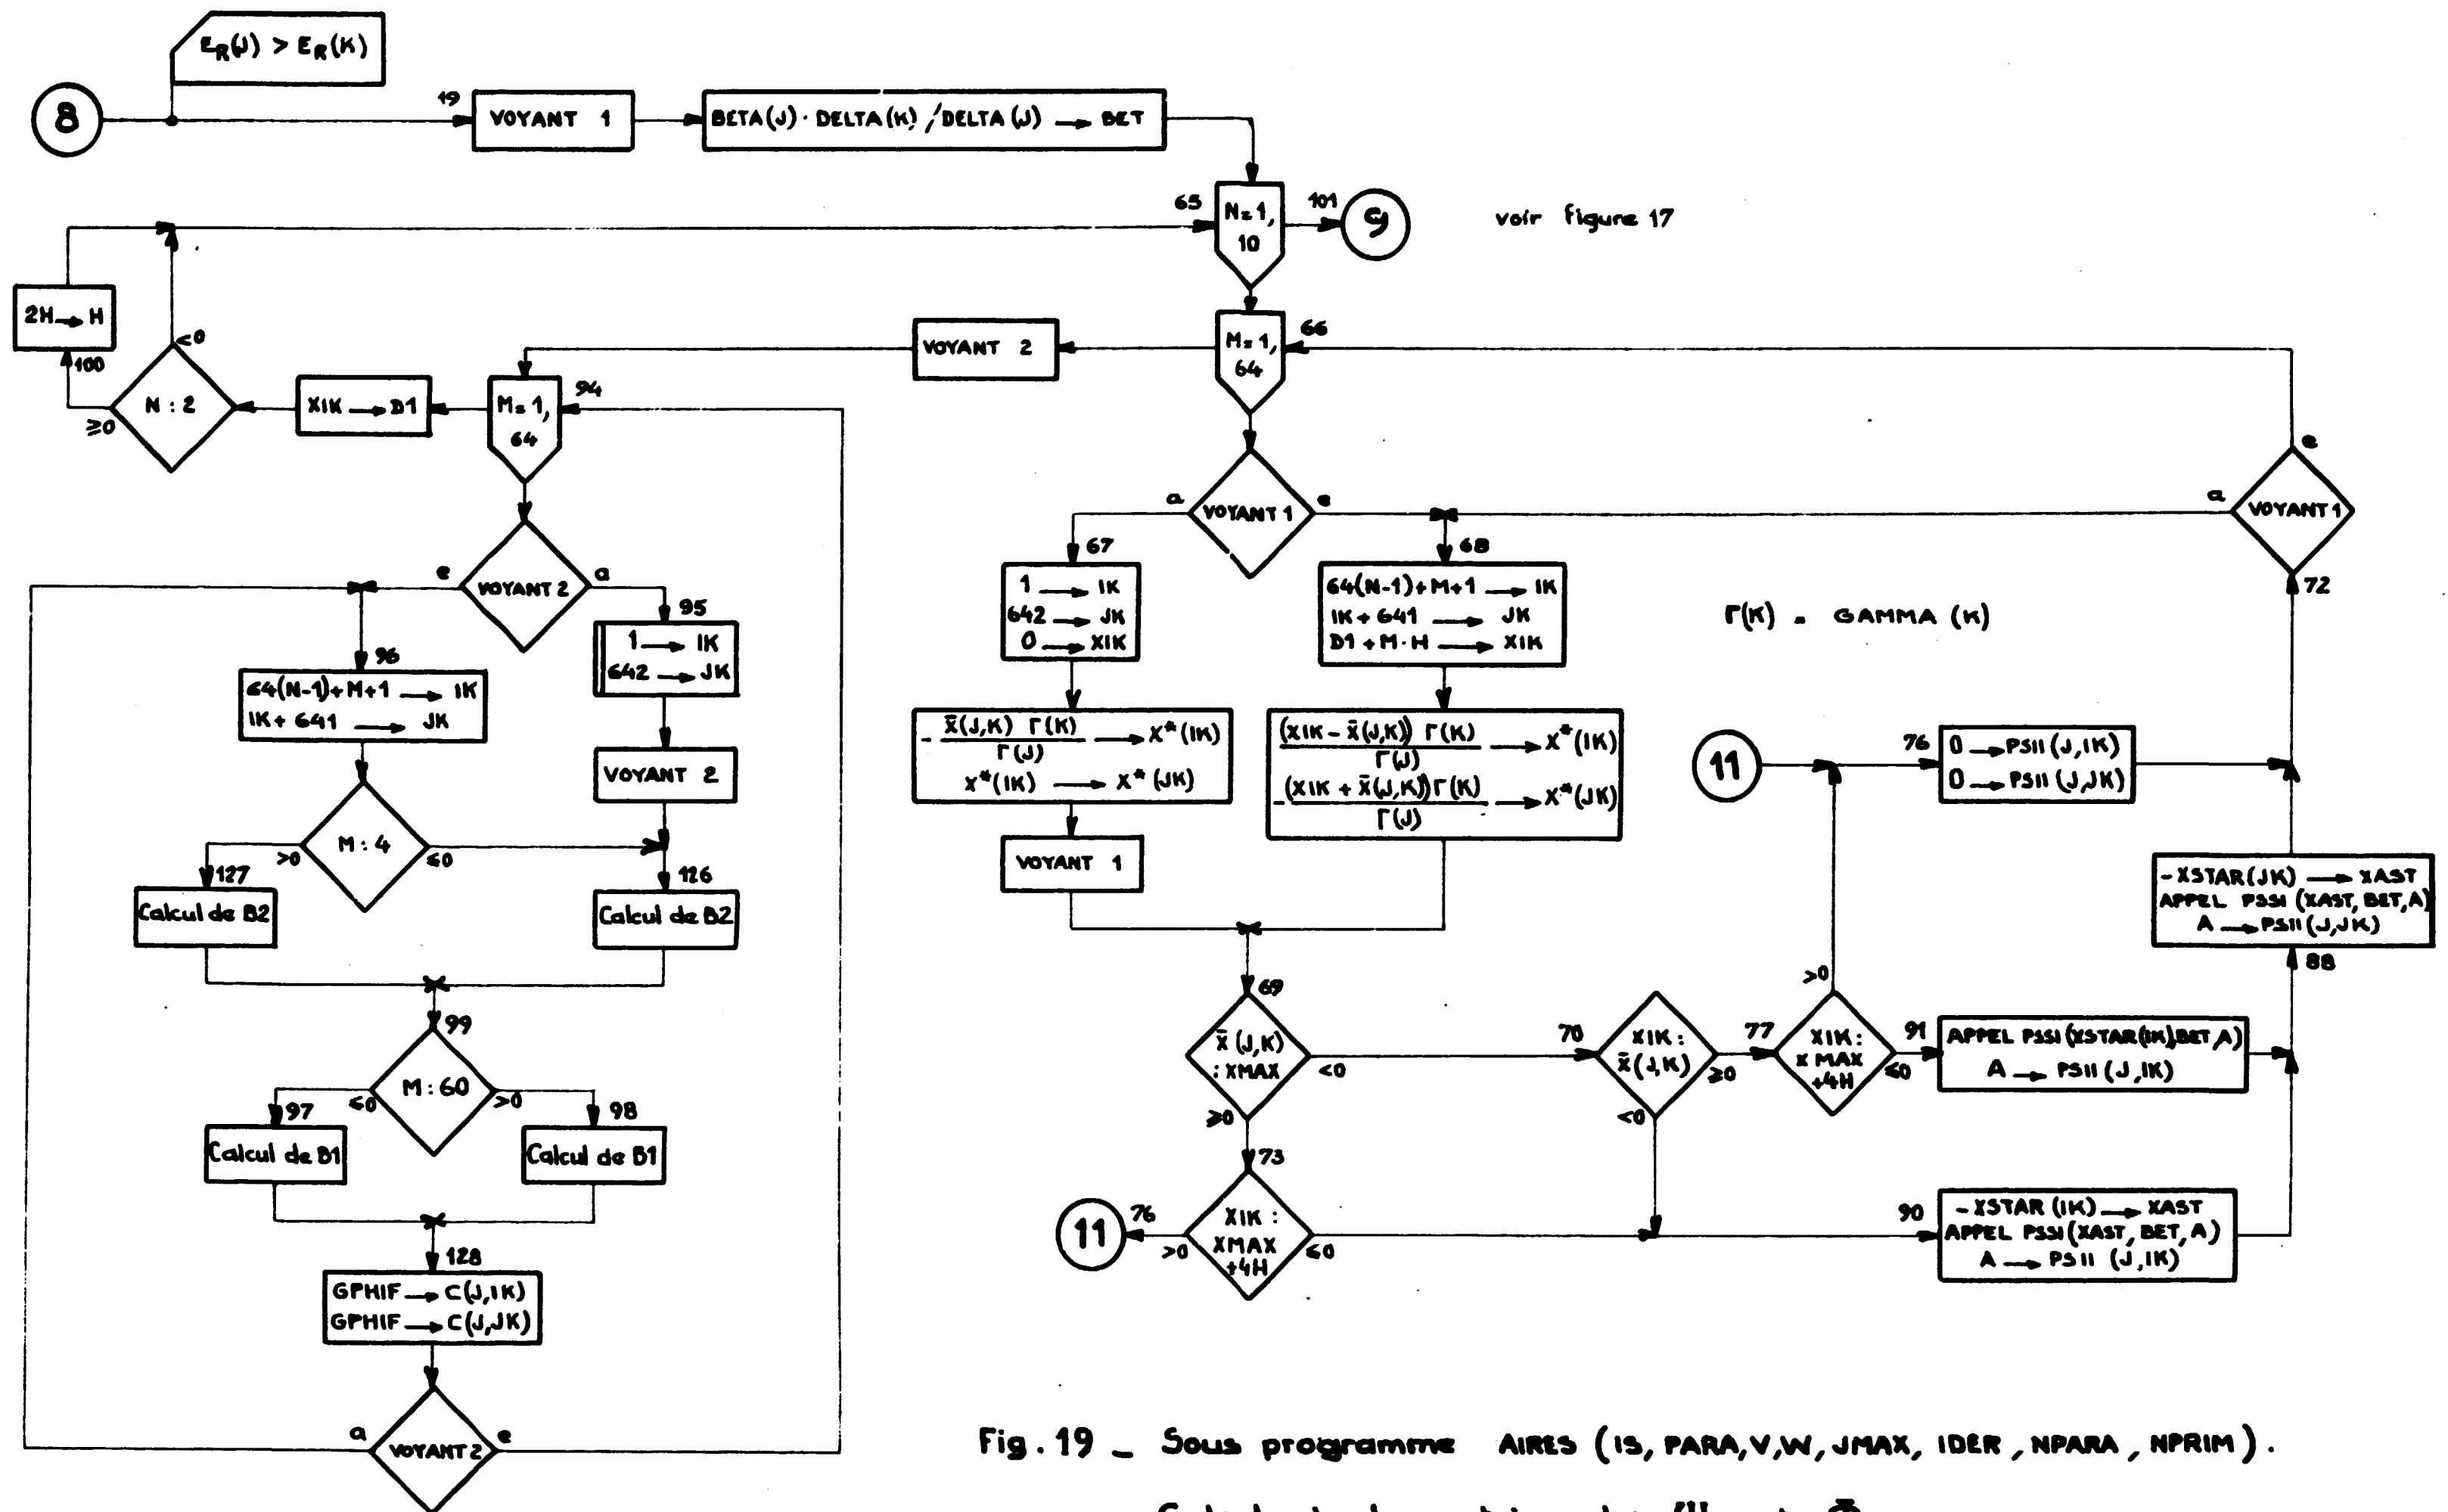 E_R(J) > E_R(K)
8
19
VOYANT 1
BETA(J) · DELTA(K) / DELTA(J) → BET
65
N = 1,
10
101
9
voir figure 17
2H → H
100
<0
N : 2
≥0
XIK → D1
M = 1,
64
94
VOYANT 2
M = 1,
64
66
e
VOYANT 2
a
95
1 → IK
642 → JK
VOYANT 2
96
64(N-1)+M+1 → IK
IK + 641 → JK
M : 4
>0
≤0
127
Calcul de B2
126
Calcul de B2
99
M : 60
≤0
>0
97
Calcul de B1
98
Calcul de B1
128
GPHIF → C(J,IK)
GPHIF → C(J,JK)
a
VOYANT 2
e
a
VOYANT 1
e
67
1 → IK
642 → JK
0 → XIK
68
64(N-1)+M+1 → IK
IK + 641 → JK
D1 + M·H → XIK
- x̄(J,K) Γ(K) / Γ(J) → X*(IK)
X*(IK) → X*(JK)
(XIK - x̄(J,K)) Γ(K) / Γ(J) → X*(IK)
- (XIK + x̄(J,K)) Γ(K) / Γ(J) → X*(JK)
VOYANT 1
Γ(K) = GAMMA (K)
e
a
VOYANT 1
72
11
76
0 → PSII(J,IK)
0 → PSII(J,JK)
-XSTAR(JK) → XAST
APPEL PSSI(XAST, BET, A)
A → PSII(J,JK)
88
69
x̄(J,K)
: XMAX
<0
≥0
70
XIK :
x̄(J,K)
≥0
<0
77
XIK :
XMAX
+4H
>0
≤0
91
APPEL PSSI(XSTAR(IK),BET,A)
A → PSII(J,IK)
73
XIK :
XMAX
+4H
>0
≤0
76
11
90
-XSTAR (IK) → XAST
APPEL PSSI(XAST, BET, A)
A → PSII (J,IK)
Fig. 19 _ Sous programme AIRES (IS, PARA,V,W, JMAX, IDER, NPARA, NPRIM).